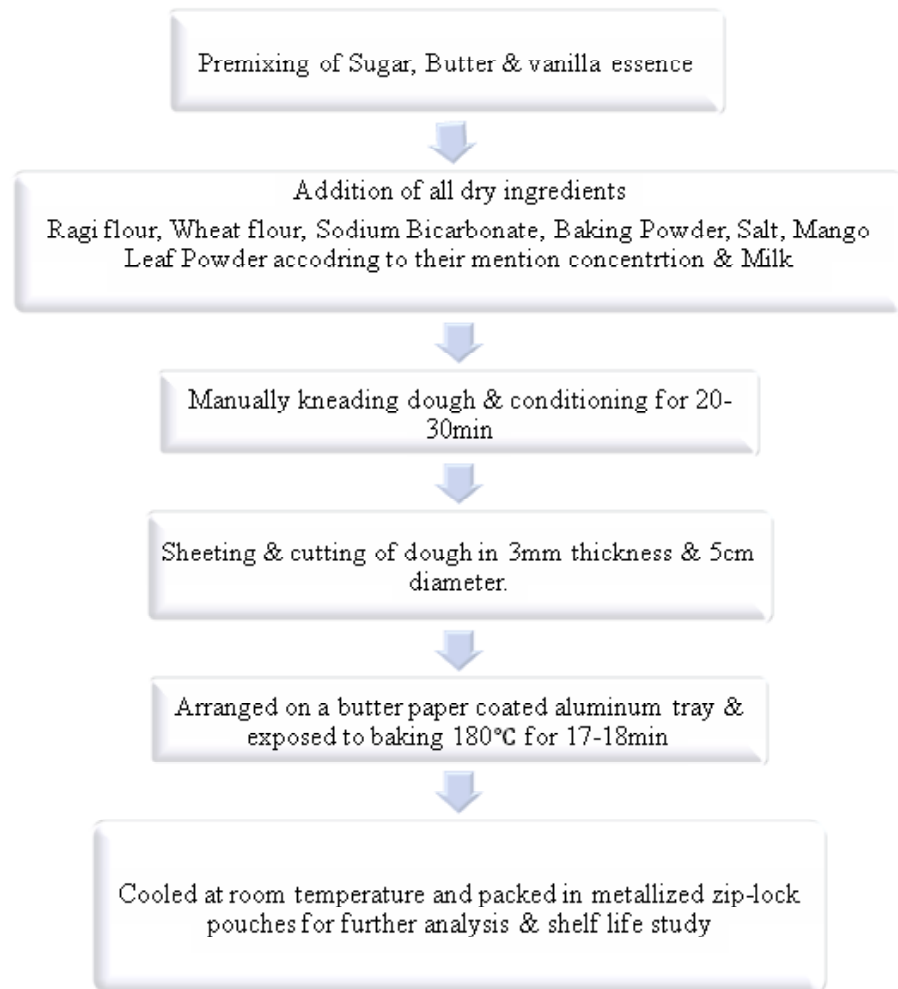 Premixing of Sugar, Butter & vanilla essence
Addition of all dry ingredients
Ragi flour, Wheat flour, Sodium Bicarbonate, Baking Powder, Salt, Mango
Leaf Powder accodring to their mention concentrtion & Milk
Manually kneading dough & conditioning for 20-
30min
Sheeting & cutting of dough in 3mm thickness & 5cm
diameter.
Arranged on a butter paper coated aluminum tray &
exposed to baking 180°C for 17-18min
Cooled at room temperature and packed in metallized zip-lock
pouches for further analysis & shelf life study